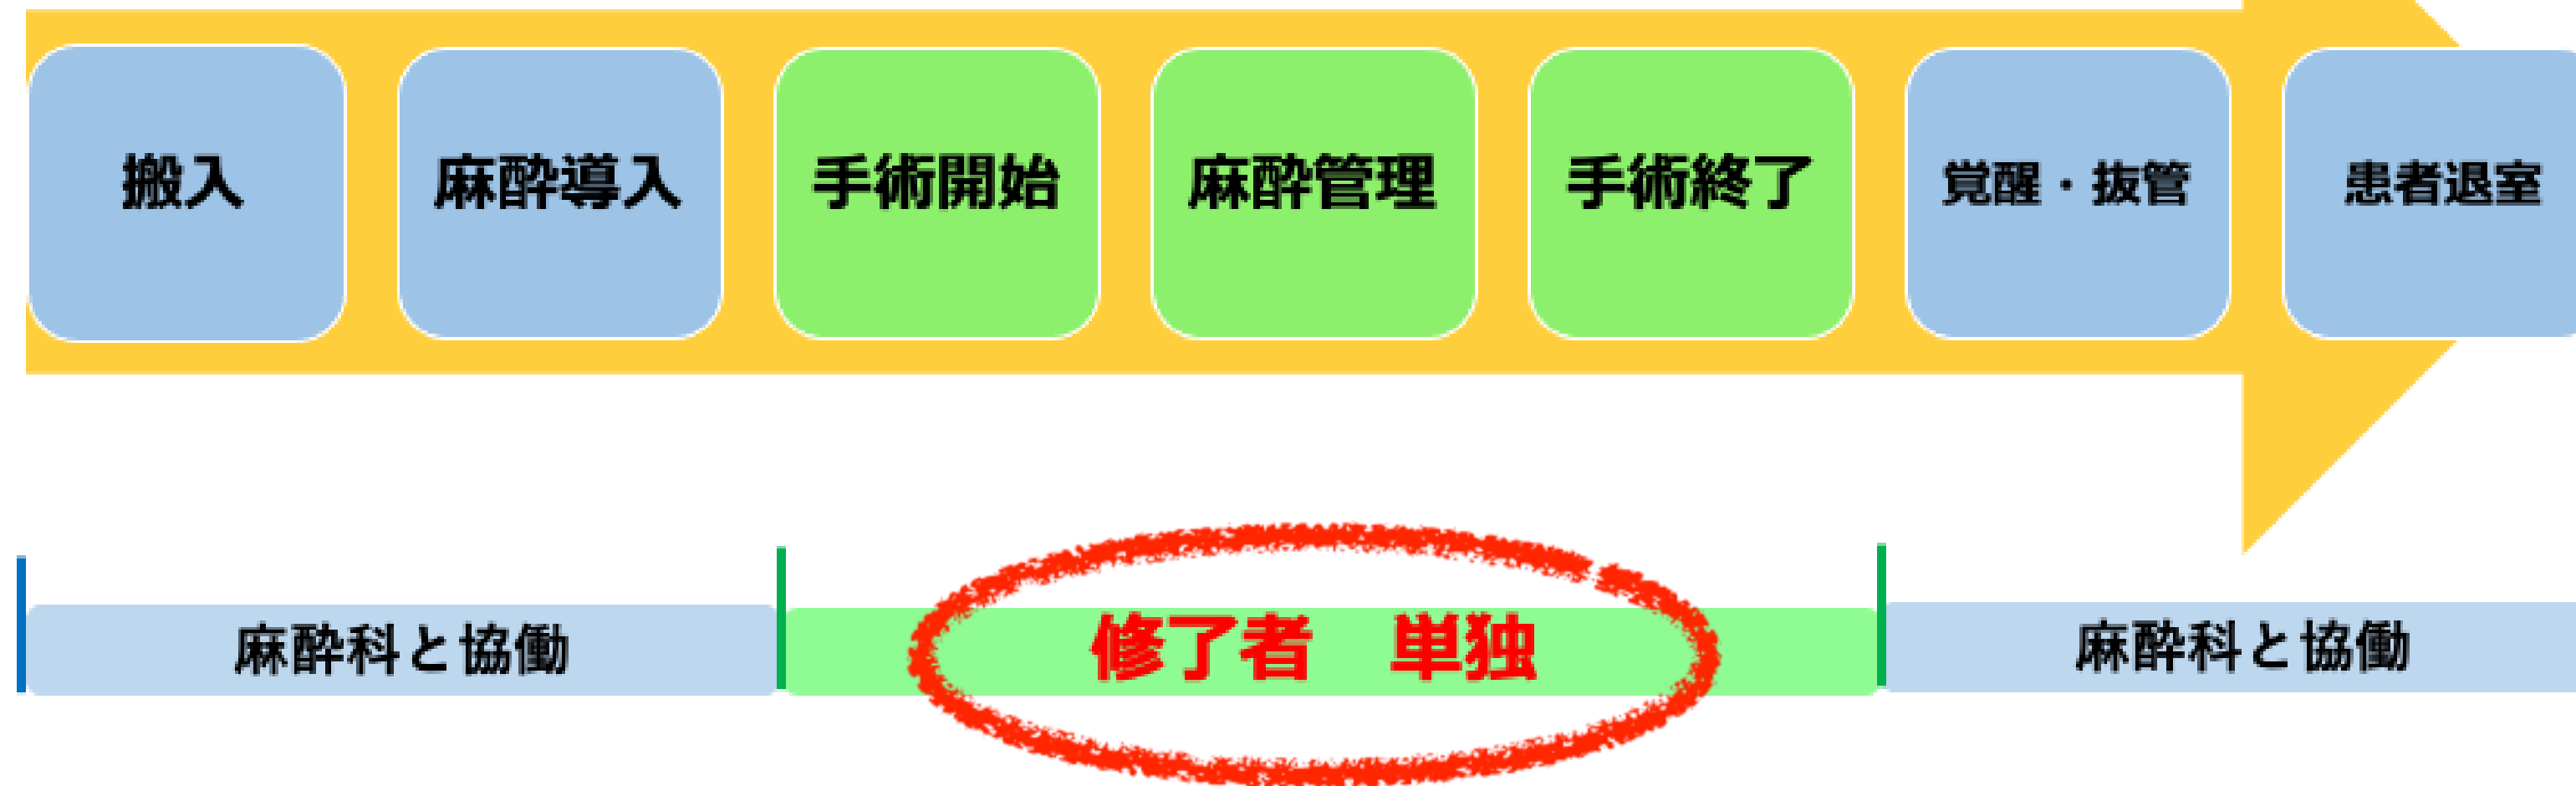 搬入
麻酔導入
手術開始
麻酔管理
手術終了
覚醒・抜管
患者退室
麻酔科と協働
修了者　単独
麻酔科と協働